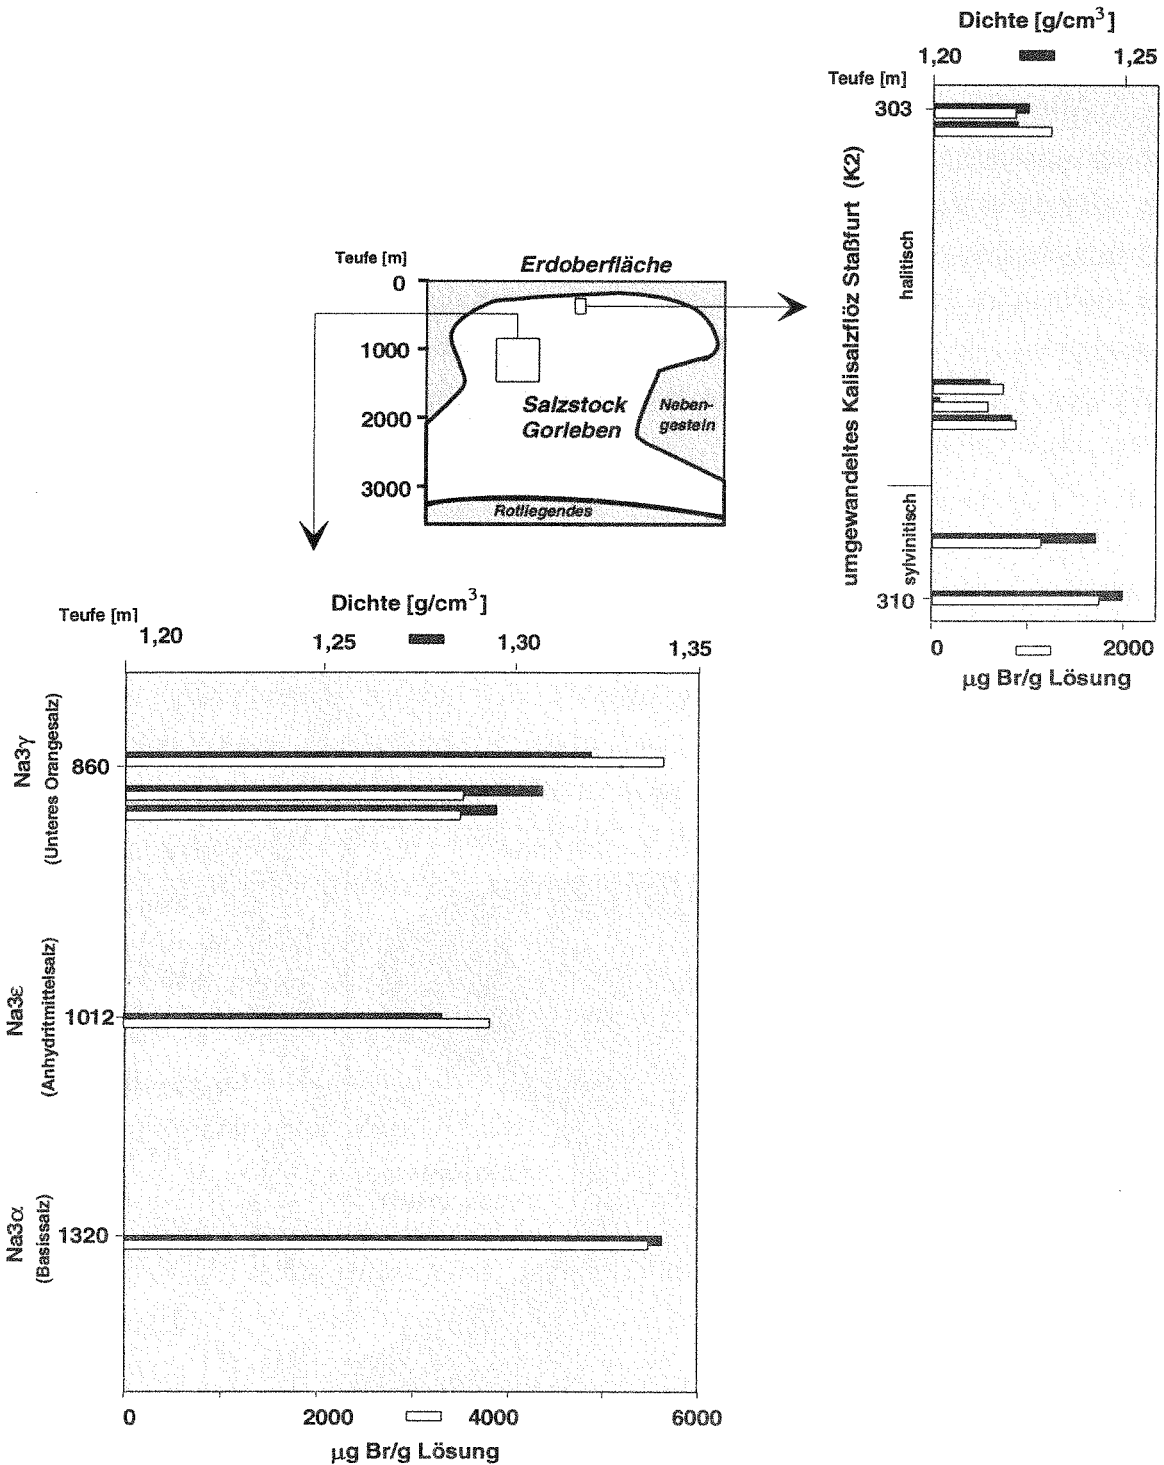 Dichte [g/cm³]
1,20 1,25
Teufe [m]
303
umgewandeltes Kalisalzflöz Staßfurt (K2)
halitisch
sylvinitisch
310
0 2000
µg Br/g Lösung
Teufe [m]
Erdoberfläche
0
1000
2000
3000
Salzstock
Gorleben
Neben-
gestein
Rotliegendes
Dichte [g/cm³]
Teufe [m]
1,20 1,25 1,30 1,35
Na3γ
(Unteres Orangesalz)
860
Na3ε
(Anhydritmittelsalz)
1012
Na3α
(Basissalz)
1320
0 2000 4000 6000
µg Br/g Lösung